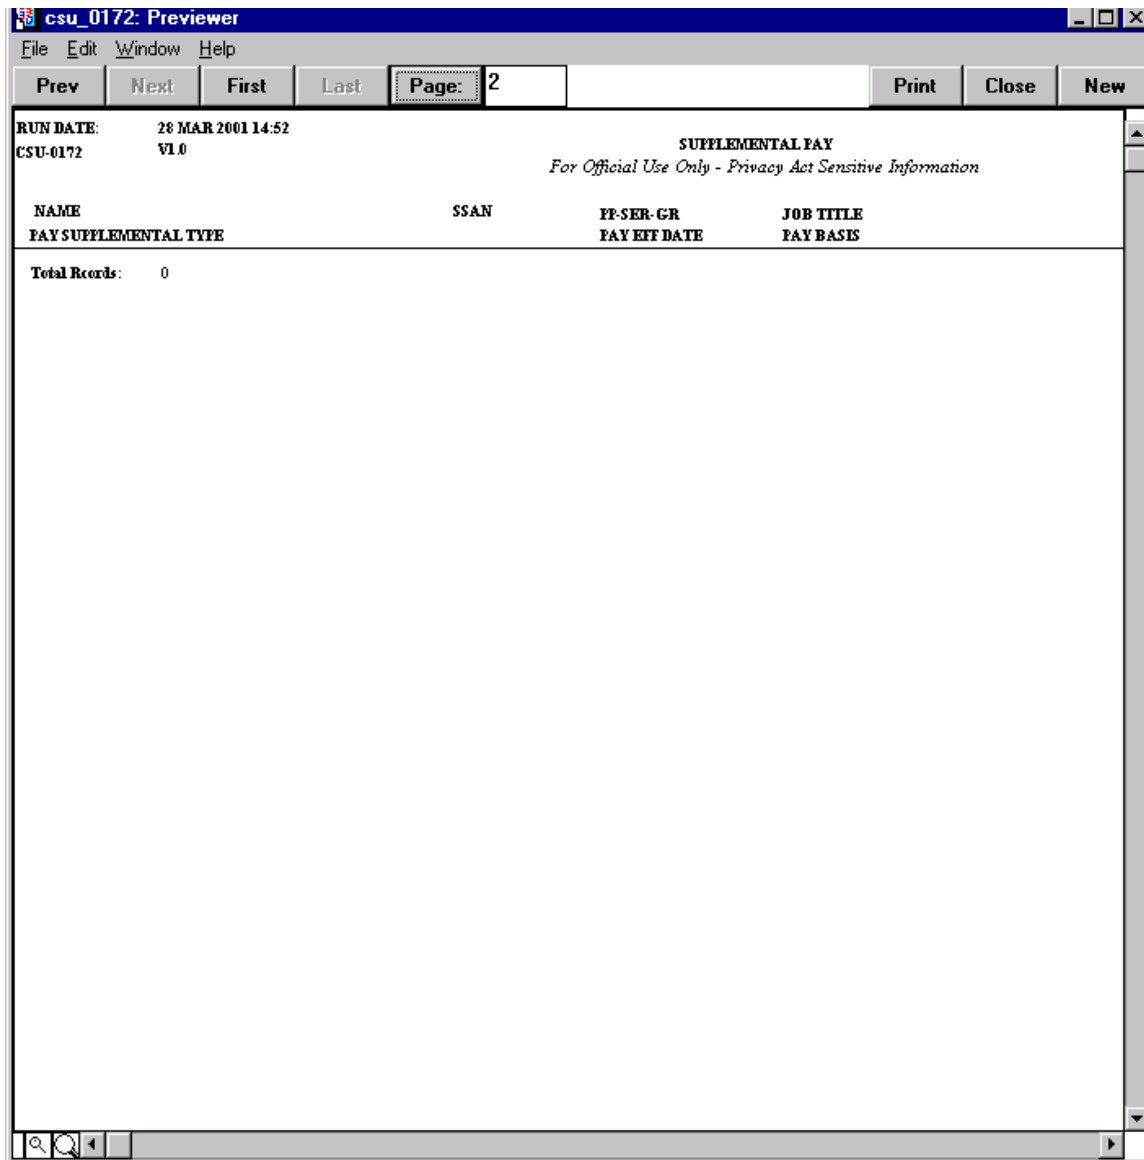 csu_0172: Previewer
File Edit Window Help
Prev Next First Last Page: 2 Print Close New
RUN DATE: 28 MAR 2001 14:52
CSU-0172 V1.0
SUPPLEMENTAL PAY
For Official Use Only - Privacy Act Sensitive Information
NAME SSAN PP-SER-GR JOB TITLE
PAY SUPPLEMENTAL TYPE PAY EFF DATE PAY BASIS
Total Rcords: 0